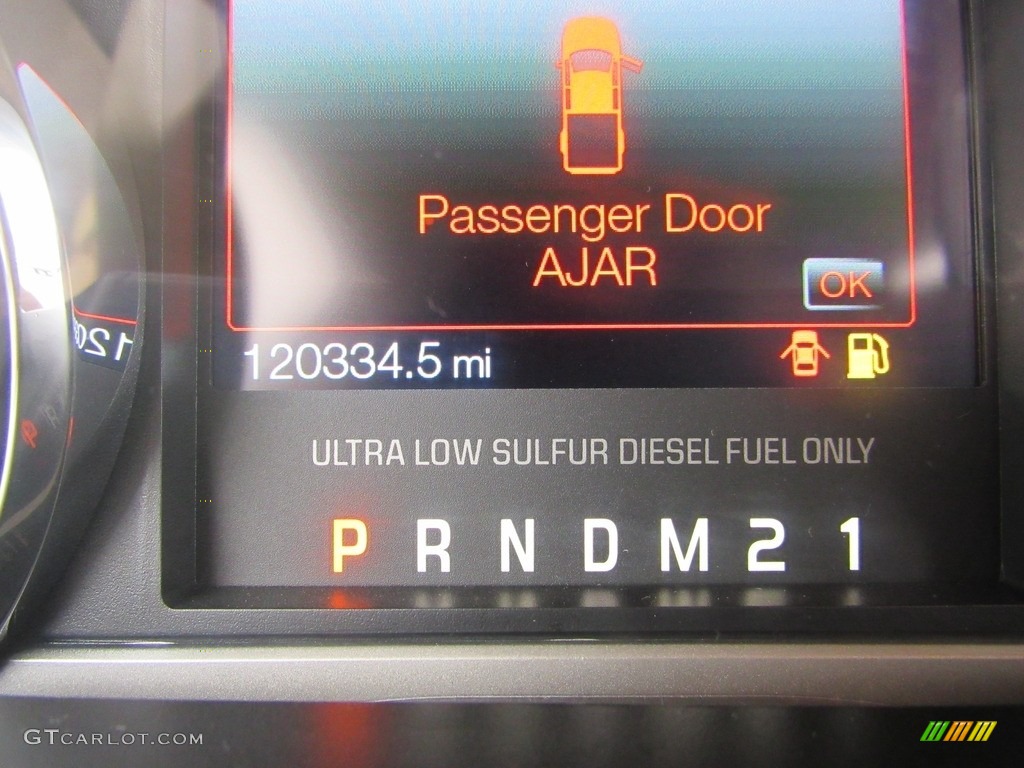 Passenger Door
AJAR
OK
120334.5 mi
ULTRA LOW SULFUR DIESEL FUEL ONLY
P R N D M 2 1
GTCARLOT.COM